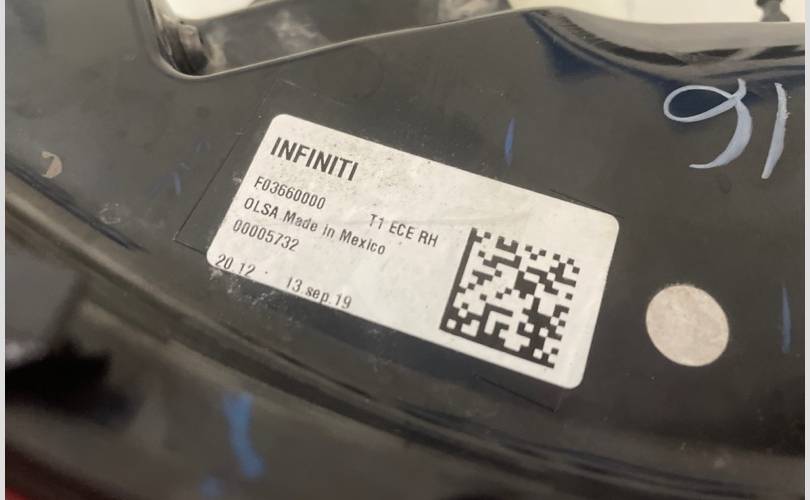 INFINITI
F03660000
T1 ECE RH
OLSA Made in Mexico
00005732
20.12 13.sep.19